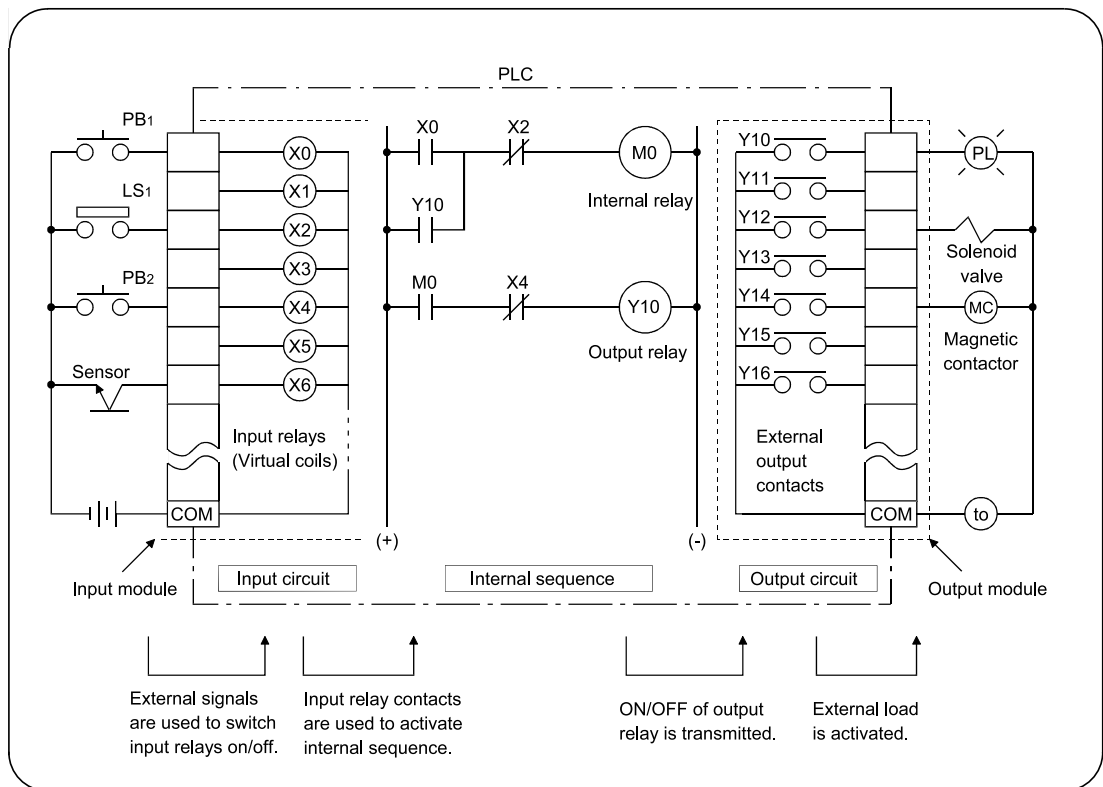 PLC
PB1
LS1
PB2
Sensor
X0
X1
X2
X3
X4
X5
X6
Input relays
(Virtual coils)
COM
Input module
Input circuit
X0
X2
M0
Internal relay
Y10
M0
X4
Y10
Output relay
(+)
(-)
Internal sequence
Y10
Y11
Y12
Y13
Y14
Y15
Y16
External
output
contacts
COM
Output circuit
PL
Solenoid
valve
MC
Magnetic
contactor
to
Output module
External signals
are used to switch
input relays on/off.
Input relay contacts
are used to activate
internal sequence.
ON/OFF of output
relay is transmitted.
External load
is activated.